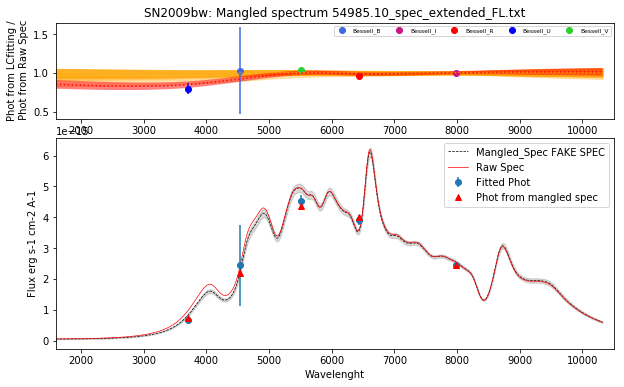 SN2009bw: Mangled spectrum 54985.10_spec_extended_FL.txt
Phot from LCfitting /
Phot from Raw Spec
1.5
1.0
0.5
Bessell_B
Bessell_I
Bessell_R
Bessell_U
Bessell_V
2000 3000 4000 5000 6000 7000 8000 9000 10000
Flux erg s-1 cm-2 A-1
6
5
4
3
2
1
0
Mangled_Spec FAKE SPEC
Raw Spec
Fitted Phot
Phot from mangled spec
2000 3000 4000 5000 6000 7000 8000 9000 10000
Wavelenght